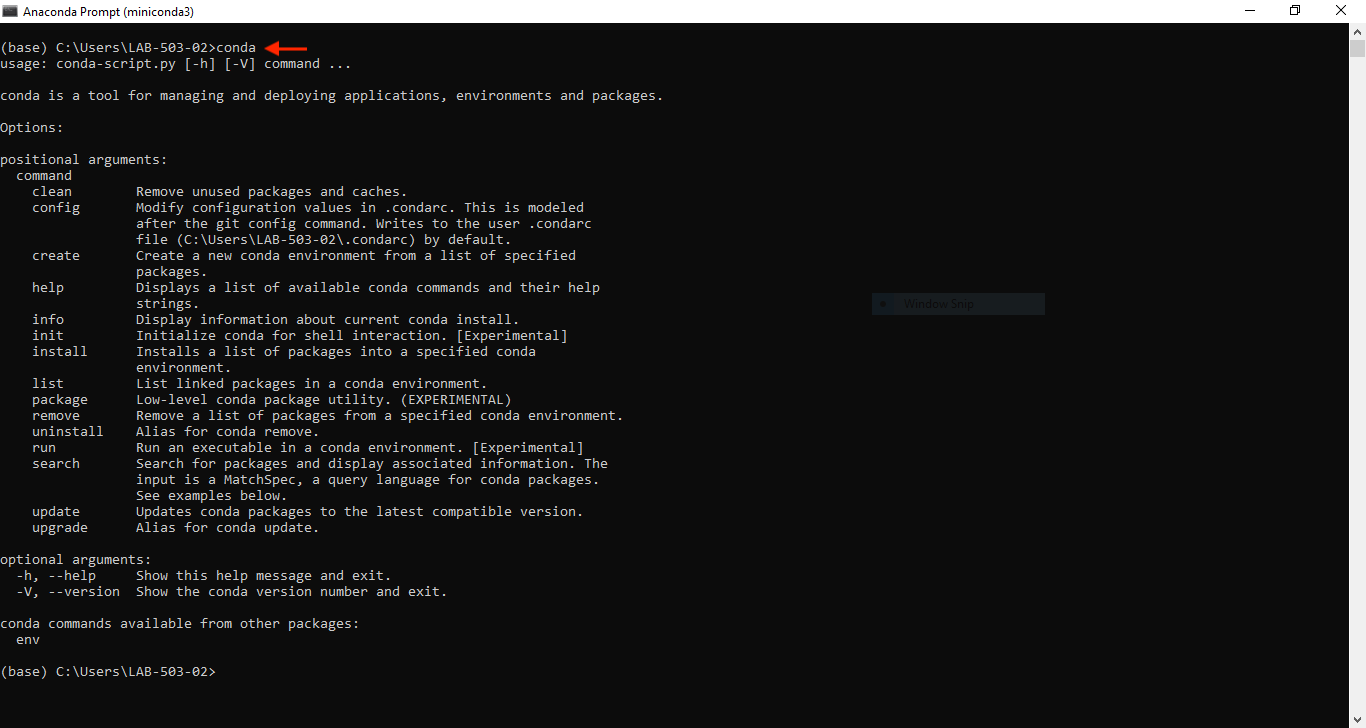 Anaconda Prompt (miniconda3)
(base) C:\Users\LAB-503-02>conda
usage: conda-script.py [-h] [-V] command ...
conda is a tool for managing and deploying applications, environments and packages.
Options:
positional arguments:
  command
    clean        Remove unused packages and caches.
    config       Modify configuration values in .condarc. This is modeled
                 after the git config command. Writes to the user .condarc
                 file (C:\Users\LAB-503-02\.condarc) by default.
    create       Create a new conda environment from a list of specified
                 packages.
    help         Displays a list of available conda commands and their help
                 strings.
    info         Display information about current conda install.
    init         Initialize conda for shell interaction. [Experimental]
    install      Installs a list of packages into a specified conda
                 environment.
    list         List linked packages in a conda environment.
    package      Low-level conda package utility. (EXPERIMENTAL)
    remove       Remove a list of packages from a specified conda environment.
    uninstall    Alias for conda remove.
    run          Run an executable in a conda environment. [Experimental]
    search       Search for packages and display associated information. The
                 input is a MatchSpec, a query language for conda packages.
                 See examples below.
    update       Updates conda packages to the latest compatible version.
    upgrade      Alias for conda update.
optional arguments:
  -h, --help     Show this help message and exit.
  -V, --version  Show the conda version number and exit.
conda commands available from other packages:
  env
(base) C:\Users\LAB-503-02>
Window Snip